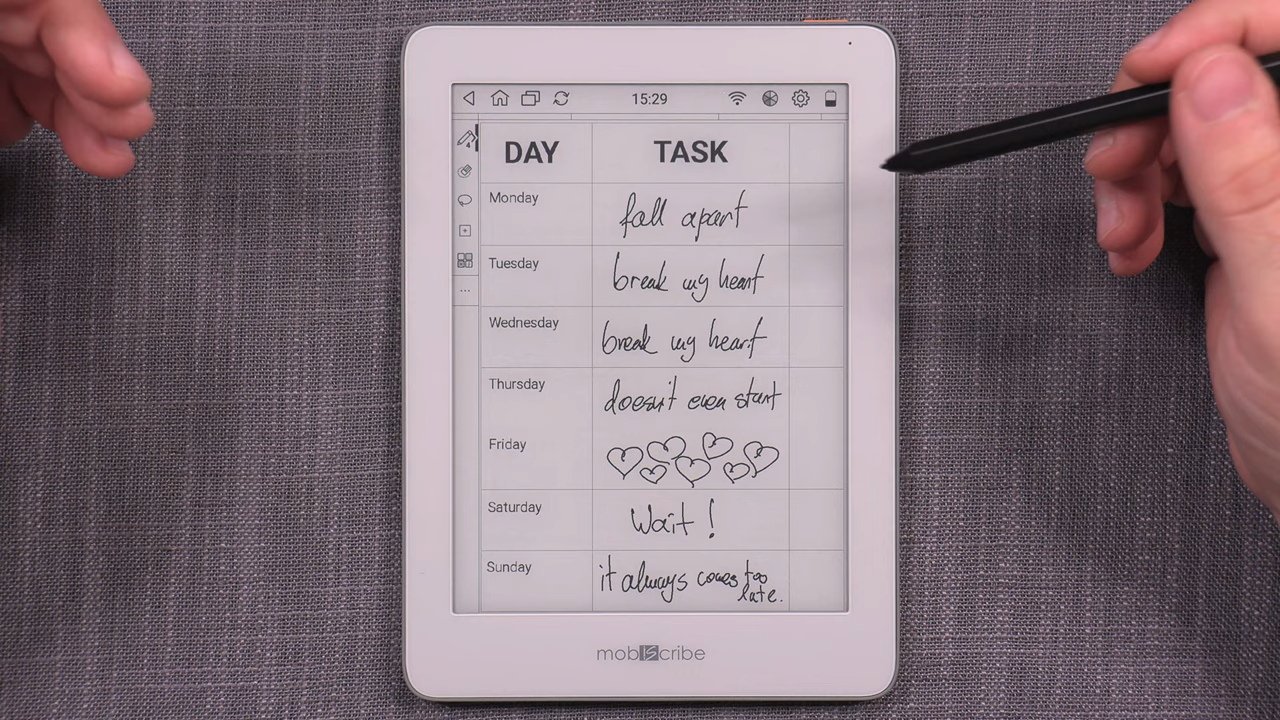 15:29
DAY TASK
Monday fall apart
Tuesday break my heart
Wednesday break my heart
Thursday doesn't even start
Friday
Saturday Wait !
Sunday it always comes too
late.
mobiscribe